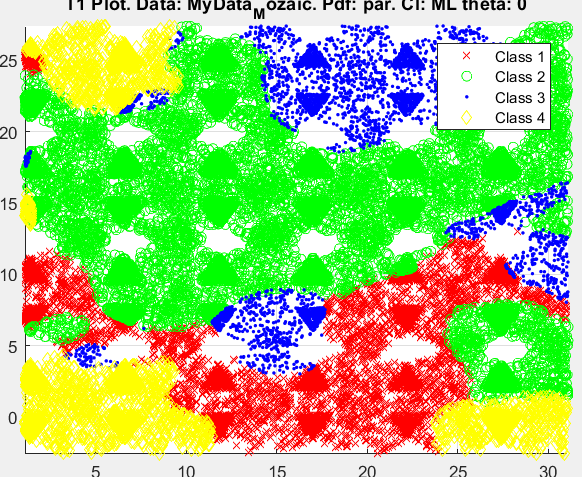 T1 Plot. Data: MyData_Mozaic. Pdf: par. Cl: ML theta: 0
Class 1
Class 2
Class 3
Class 4
25
20
15
10
5
0
5 10 15 20 25 30